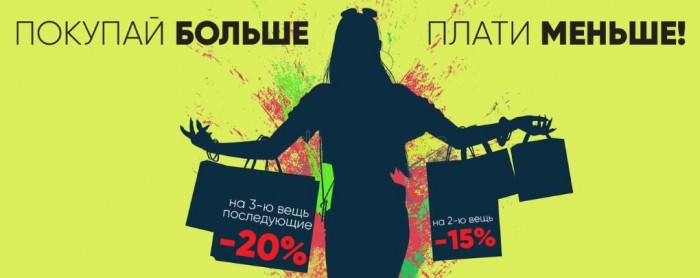 ПОКУПАЙ БОЛЬШЕ
ПЛАТИ МЕНЬШЕ!
на 3-ю вещь
последующие
-20%
на 2-ю вещь
-15%